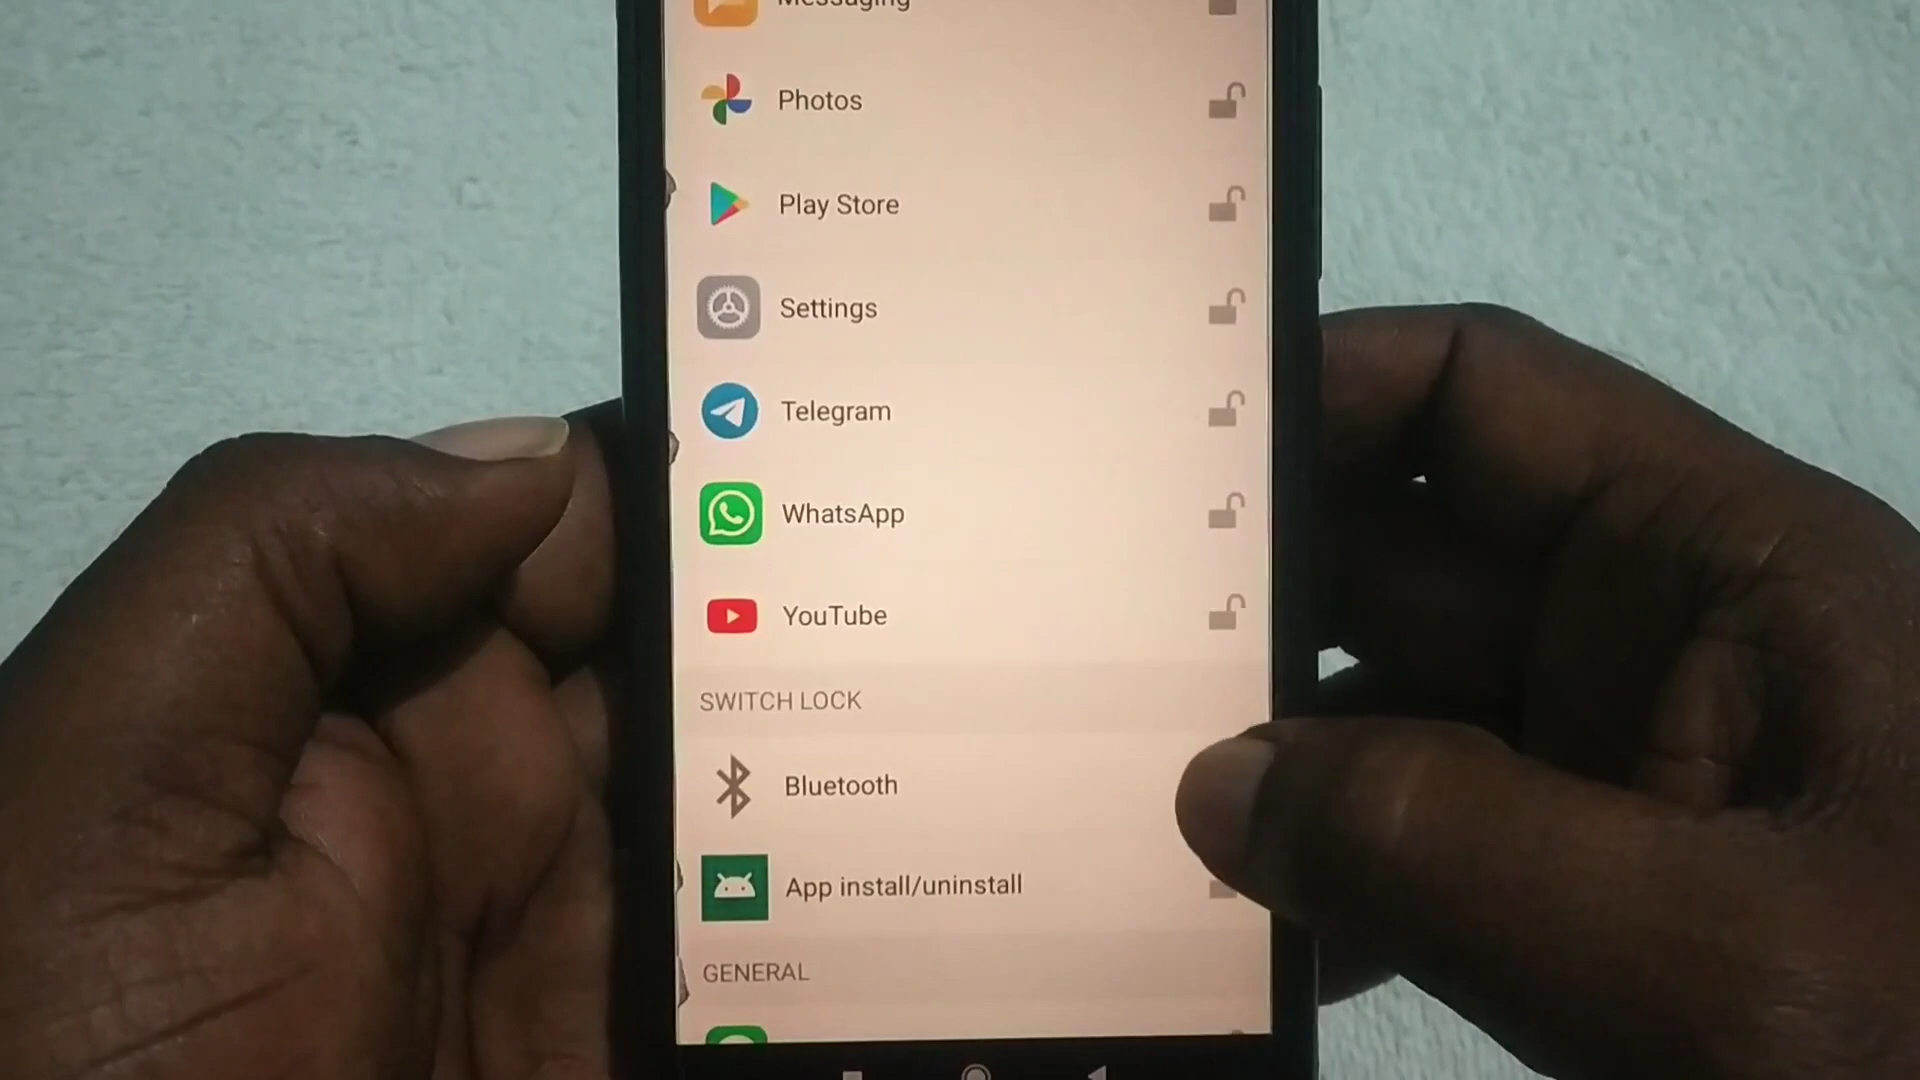 Messaging
Photos
Play Store
Settings
Telegram
WhatsApp
YouTube
SWITCH LOCK
Bluetooth
App install/uninstall
GENERAL